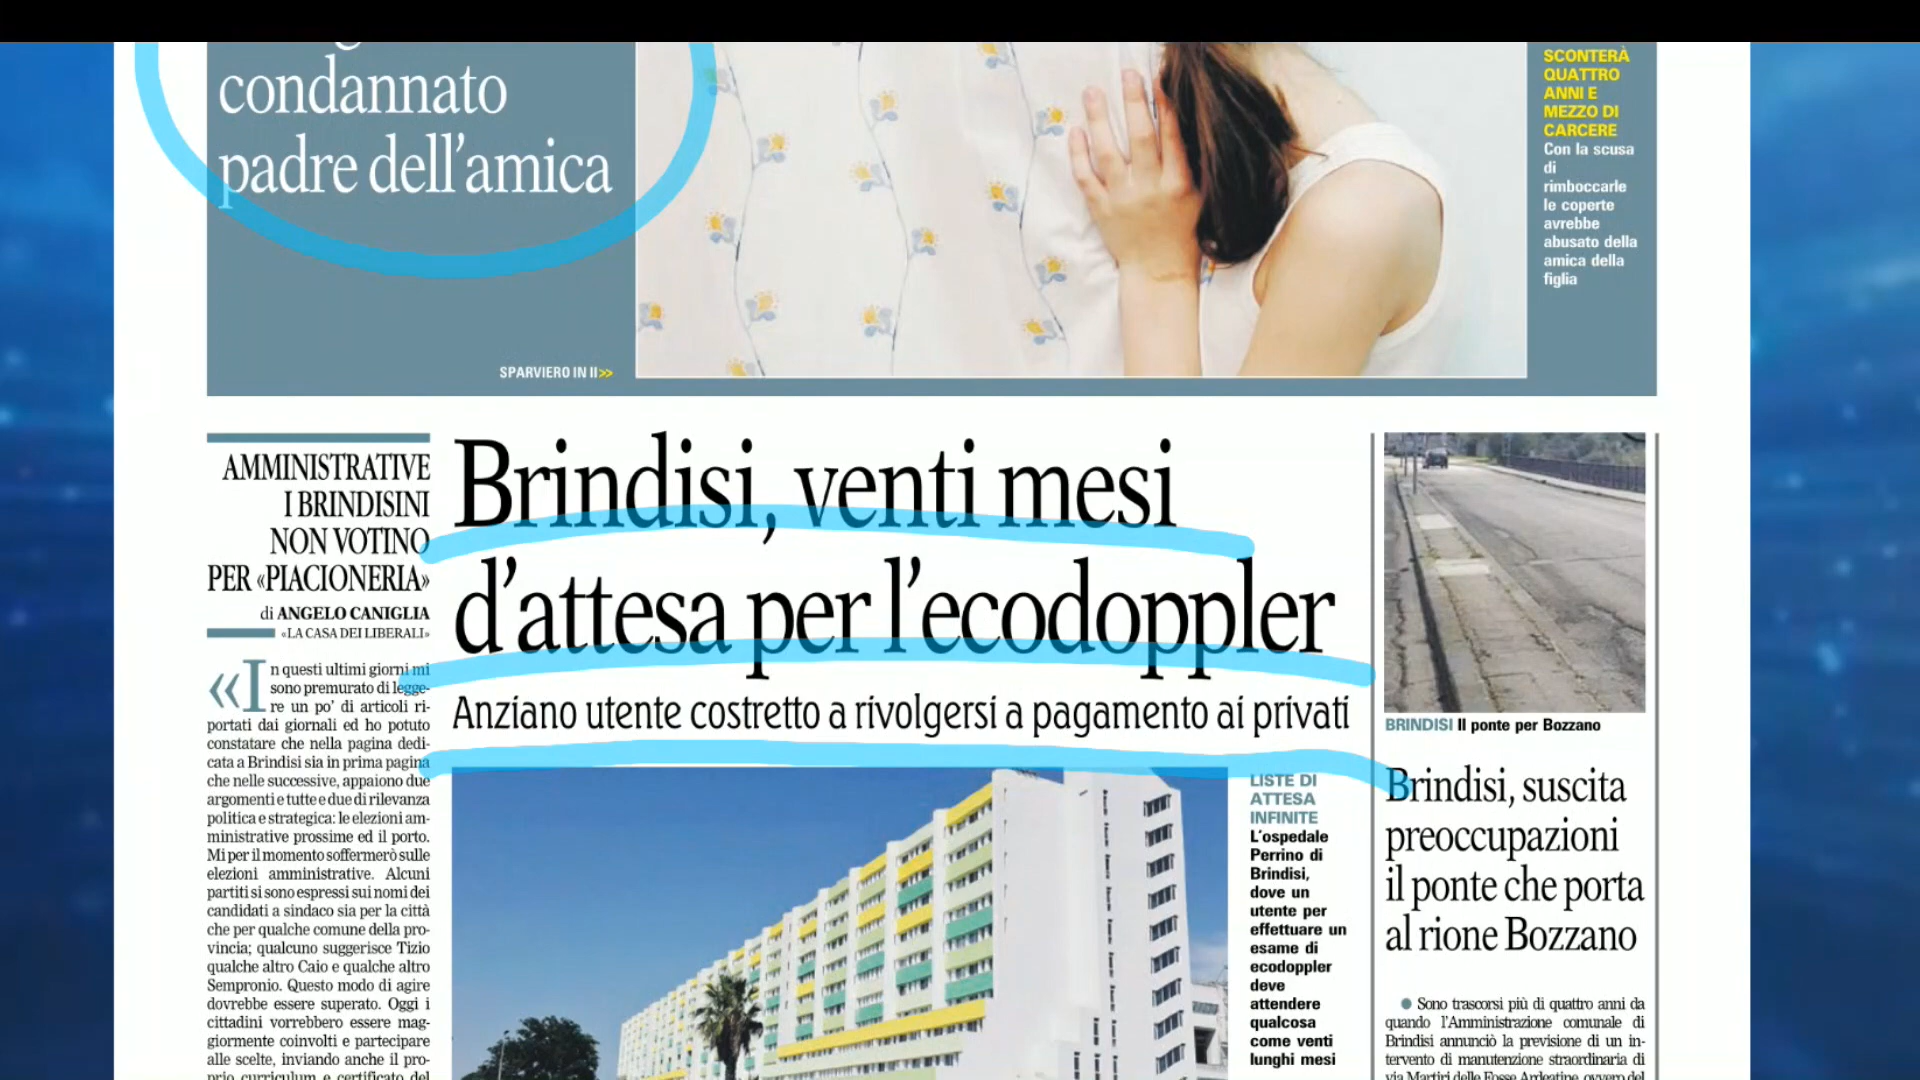 condannato
padre dell'amica
SPARVIERO IN II>>
SCONTERÀ
QUATTRO
ANNI E
MEZZO DI
CARCERE
Con la scusa
di
rimboccarle
le coperte
avrebbe
abusato della
amica della
figlia
AMMINISTRATIVE
I BRINDISINI
NON VOTINO
PER «PIACIONERIA»
di ANGELO CANIGLIA
«LA CASA DEI LIBERALI»
«In questi ultimi giorni mi
sono premurato di legge-
re un po' di articoli ri-
portati dai giornali ed ho potuto
constatare che nella pagina dedi-
cata a Brindisi sia in prima pagina
che nelle successive, appaiono due
argomenti e tutte e due di rilevanza
politica e strategica: le elezioni am-
ministrative prossime ed il porto.
Mi per il momento soffermerò sulle
elezioni amministrative. Alcuni
partiti si sono espressi sui nomi dei
candidati a sindaco sia per la città
che per qualche comune della pro-
vincia; qualcuno suggerisce Tizio
qualche altro Caio e qualche altro
Sempronio. Questo modo di agire
dovrebbe essere superato. Oggi i
cittadini vorrebbero essere mag-
giormente coinvolti e partecipare
alle scelte, inviando anche il pro-
prio curriculum e certificato del
Brindisi, venti mesi
d'attesa per l'ecodoppler
Anziano utente costretto a rivolgersi a pagamento ai privati
LISTE DI
ATTESA
INFINITE
L'ospedale
Perrino di
Brindisi,
dove un
utente per
effettuare un
esame di
ecodoppler
deve
attendere
qualcosa
come venti
lunghi mesi
BRINDISI Il ponte per Bozzano
Brindisi, suscita
preoccupazioni
il ponte che porta
al rione Bozzano
● Sono trascorsi più di quattro anni da
quando l'Amministrazione comunale di
Brindisi annunciò la previsione di un in-
tervento di manutenzione straordinaria di
via Martiri delle Fosse Ardeatine, ovvero del